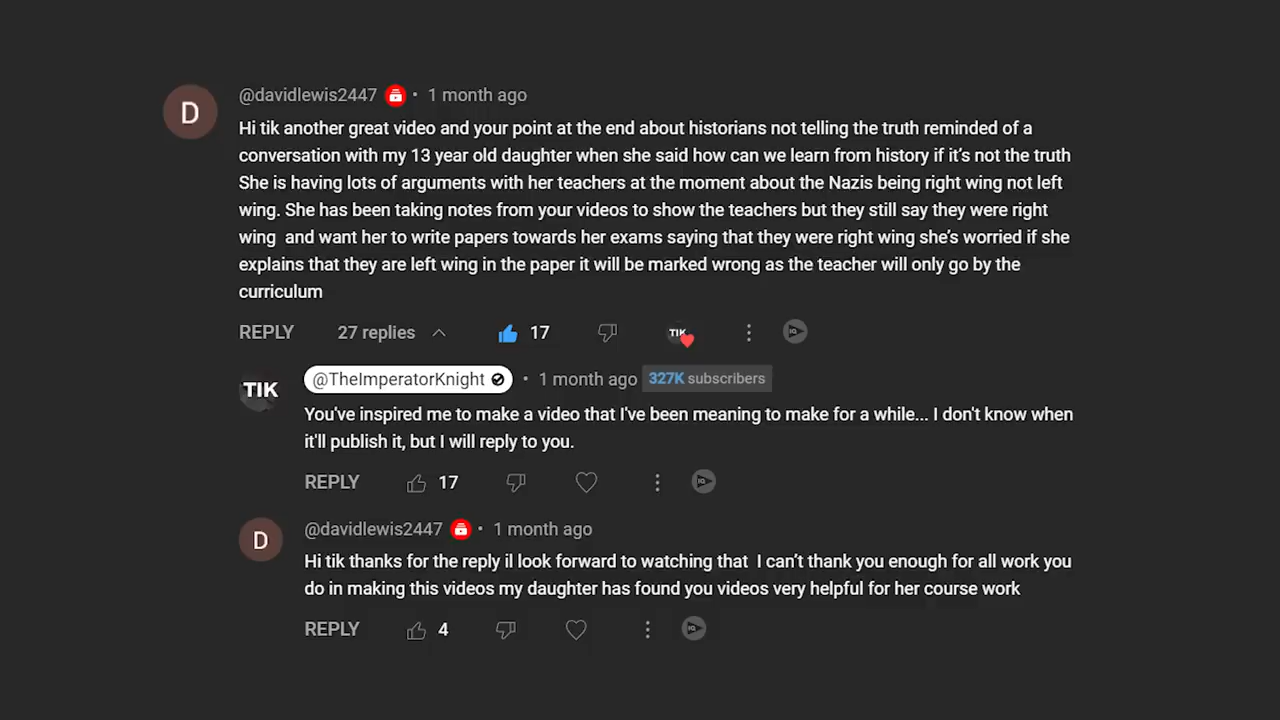 D
@davidlewis2447 • 1 month ago
Hi tik another great video and your point at the end about historians not telling the truth reminded of a
conversation with my 13 year old daughter when she said how can we learn from history if it's not the truth
She is having lots of arguments with her teachers at the moment about the Nazis being right wing not left
wing. She has been taking notes from your videos to show the teachers but they still say they were right
wing and want her to write papers towards her exams saying that they were right wing she's worried if she
explains that they are left wing in the paper it will be marked wrong as the teacher will only go by the
curriculum
REPLY 27 replies 17 TIK IQ
TIK
@TheImperatorKnight • 1 month ago 327K subscribers
You've inspired me to make a video that I've been meaning to make for a while... I don't know when
it'll publish it, but I will reply to you.
REPLY 17 IQ
D
@davidlewis2447 • 1 month ago
Hi tik thanks for the reply il look forward to watching that I can't thank you enough for all work you
do in making this videos my daughter has found you videos very helpful for her course work
REPLY 4 IQ